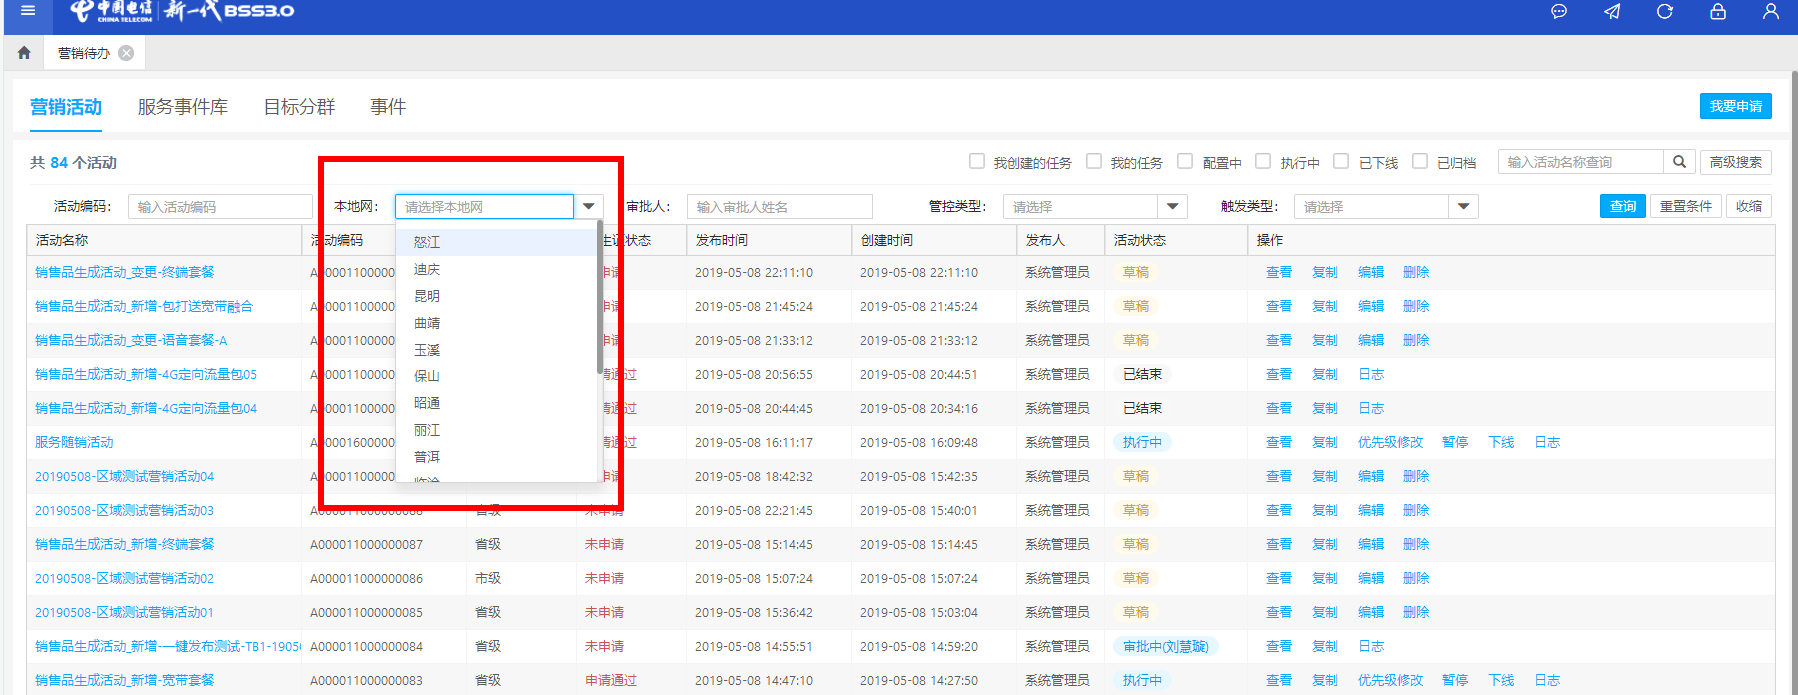 中国电信 CHINA TELECOM 新一代BSS3.0
营销待办
营销活动 服务事件库 目标分群 事件 我要申请
共 84 个活动 我创建的任务 我的任务 配置中 执行中 已下线 已归档 输入活动名称查询 高级搜索
活动编码： 输入活动编码 本地网： 请选择本地网 审批人： 输入审批人姓名 管控类型： 请选择 触发类型： 请选择 查询 重置条件 收缩
怒江
迪庆
昆明
曲靖
玉溪
保山
昭通
丽江
普洱
活动名称 活动编码 状态 发布时间 创建时间 发布人 活动状态 操作
销售品生成活动_变更-终端套餐 A00001100000 申请 2019-05-08 22:11:10 2019-05-08 22:11:10 系统管理员 草稿 查看 复制 编辑 删除
销售品生成活动_新增-包打送宽带融合 A00001100000 申请 2019-05-08 21:45:24 2019-05-08 21:45:24 系统管理员 草稿 查看 复制 编辑 删除
销售品生成活动_变更-语音套餐-A A00001100000 申请 2019-05-08 21:33:12 2019-05-08 21:33:12 系统管理员 草稿 查看 复制 编辑 删除
销售品生成活动_新增-4G定向流量包05 A00001100000 请通过 2019-05-08 20:56:55 2019-05-08 20:44:51 系统管理员 已结束 查看 复制 日志
销售品生成活动_新增-4G定向流量包04 A00001100000 请通过 2019-05-08 20:44:45 2019-05-08 20:34:16 系统管理员 已结束 查看 复制 日志
服务随销活动 A00001600000 请通过 2019-05-08 16:11:17 2019-05-08 16:09:48 系统管理员 执行中 查看 复制 优先级修改 暂停 下线 日志
20190508-区域测试营销活动04 A00001100000 申请 2019-05-08 18:42:32 2019-05-08 15:42:35 系统管理员 草稿 查看 复制 编辑 删除
20190508-区域测试营销活动03 A000011000000088 省级 未申请 2019-05-08 22:21:45 2019-05-08 15:40:01 系统管理员 草稿 查看 复制 编辑 删除
销售品生成活动_新增-终端套餐 A000011000000087 省级 未申请 2019-05-08 15:14:45 2019-05-08 15:14:45 系统管理员 草稿 查看 复制 编辑 删除
20190508-区域测试营销活动02 A000011000000086 市级 未申请 2019-05-08 15:07:24 2019-05-08 15:07:24 系统管理员 草稿 查看 复制 编辑 删除
20190508-区域测试营销活动01 A000011000000085 省级 未申请 2019-05-08 15:36:42 2019-05-08 15:03:04 系统管理员 草稿 查看 复制 编辑 删除
销售品生成活动_新增-一键发布测试-TB1-1905 A000011000000084 省级 未申请 2019-05-08 14:55:51 2019-05-08 14:59:20 系统管理员 审批中(刘慧璇) 查看 复制 日志
销售品生成活动_新增-宽带套餐 A000011000000083 省级 申请通过 2019-05-08 14:47:10 2019-05-08 14:27:50 系统管理员 执行中 查看 复制 优先级修改 暂停 下线 日志